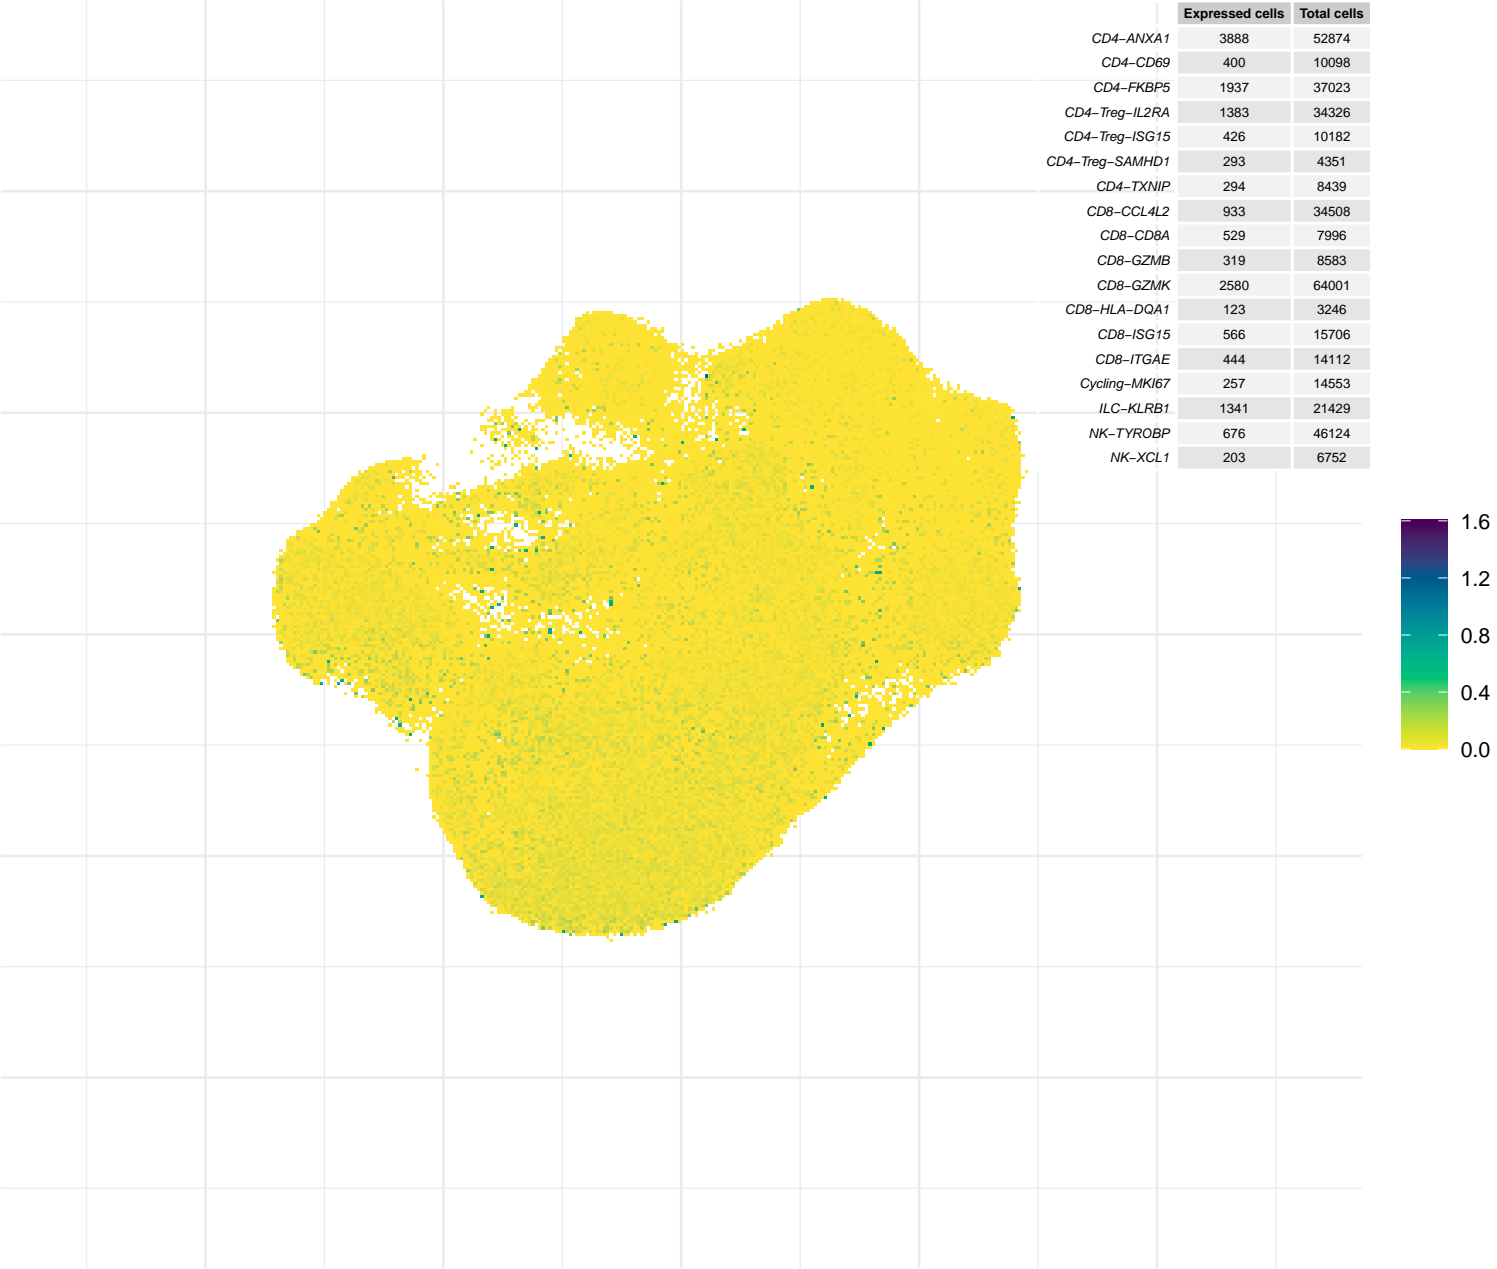 Expressed cells Total cells
CD4−ANXA1 3888 52874
CD4−CD69 400 10098
CD4−FKBP5 1937 37023
CD4−Treg−IL2RA 1383 34326
CD4−Treg−ISG15 426 10182
CD4−Treg−SAMHD1 293 4351
CD4−TXNIP 294 8439
CD8−CCL4L2 933 34508
CD8−CD8A 529 7996
CD8−GZMB 319 8583
CD8−GZMK 2580 64001
CD8−HLA−DQA1 123 3246
CD8−ISG15 566 15706
CD8−ITGAE 444 14112
Cycling−MKI67 257 14553
ILC−KLRB1 1341 21429
NK−TYROBP 676 46124
NK−XCL1 203 6752
1.6
1.2
0.8
0.4
0.0